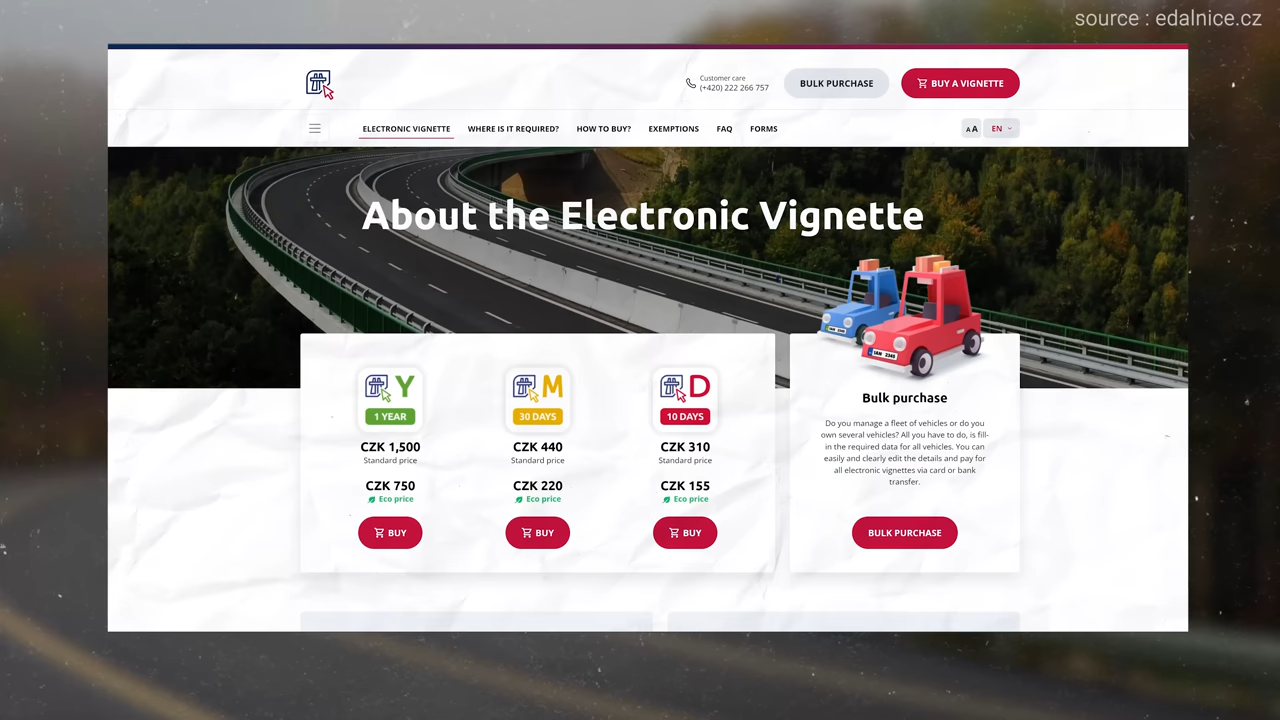 source : edalnice.cz
Customer care
(+420) 222 266 757
BULK PURCHASE
BUY A VIGNETTE
ELECTRONIC VIGNETTE
WHERE IS IT REQUIRED?
HOW TO BUY?
EXEMPTIONS
FAQ
FORMS
AA
EN
About the Electronic Vignette
Y
1 YEAR
CZK 1,500
Standard price
CZK 750
Eco price
BUY
M
30 DAYS
CZK 440
Standard price
CZK 220
Eco price
BUY
D
10 DAYS
CZK 310
Standard price
CZK 155
Eco price
BUY
1AN 2345
Bulk purchase
Do you manage a fleet of vehicles or do you
own several vehicles? All you have to do, is fill-
in the required data for all vehicles. You can
easily and clearly edit the details and pay for
all electronic vignettes via card or bank
transfer.
BULK PURCHASE